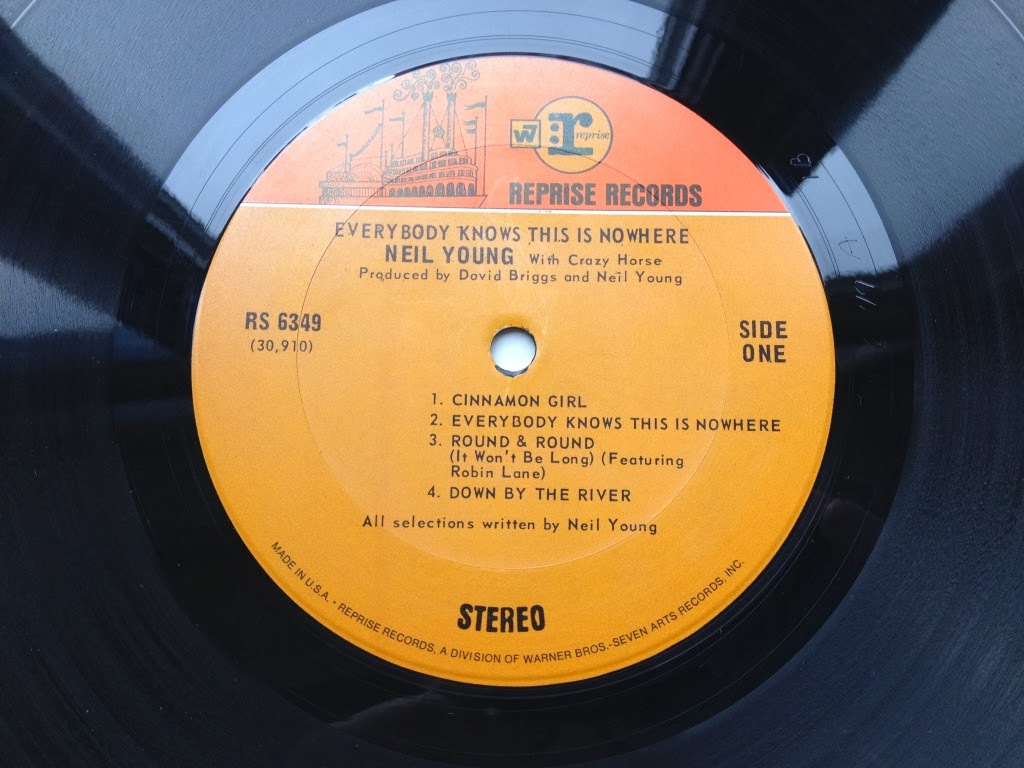 W7 :r reprise
REPRISE RECORDS
EVERYBODY KNOWS THIS IS NOWHERE
NEIL YOUNG With Crazy Horse
Produced by David Briggs and Neil Young
RS 6349
(30,910)
SIDE
ONE
1. CINNAMON GIRL
2. EVERYBODY KNOWS THIS IS NOWHERE
3. ROUND & ROUND
(It Won't Be Long) (Featuring
Robin Lane)
4. DOWN BY THE RIVER
All selections written by Neil Young
STEREO
MADE IN U.S.A. • REPRISE RECORDS, A DIVISION OF WARNER BROS.-SEVEN ARTS RECORDS, INC.